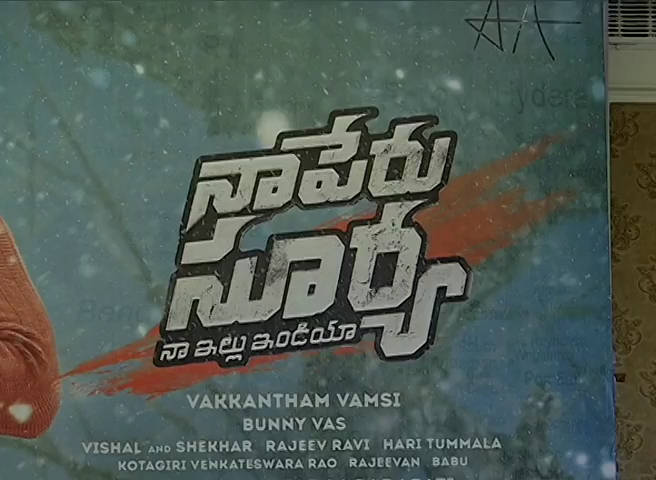 నా పేరు
సూర్య
నా ఇల్లు ఇండియా
VAKKANTHAM VAMSI
BUNNY VAS
VISHAL AND SHEKHAR RAJEEV RAVI HARI TUMMALA
KOTAGIRI VENKATESWARA RAO RAJEEVAN BABU